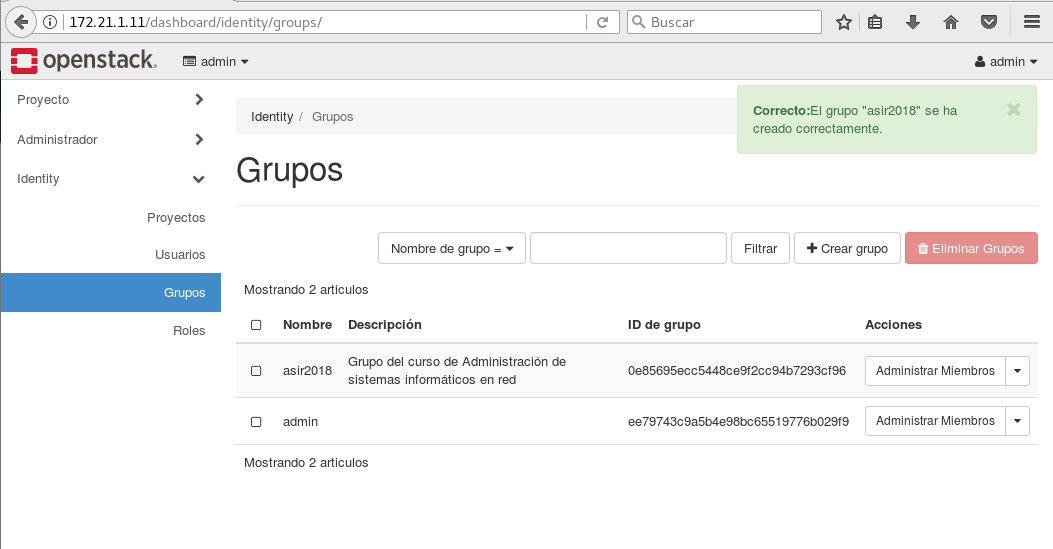 172.21.1.11/dashboard/identity/groups/
Buscar
openstack.
admin
admin
Proyecto
Administrador
Identity
Proyectos
Usuarios
Grupos
Roles
Identity / Grupos
Correcto:El grupo "asir2018" se ha
creado correctamente.
Grupos
Nombre de grupo =
Filtrar
Crear grupo
Eliminar Grupos
Mostrando 2 articulos
Nombre Descripción ID de grupo Acciones
asir2018 Grupo del curso de Administración de
sistemas informáticos en red 0e85695ecc5448ce9f2cc94b7293cf96 Administrar Miembros
admin ee79743c9a5b4e98bc65519776b029f9 Administrar Miembros
Mostrando 2 articulos